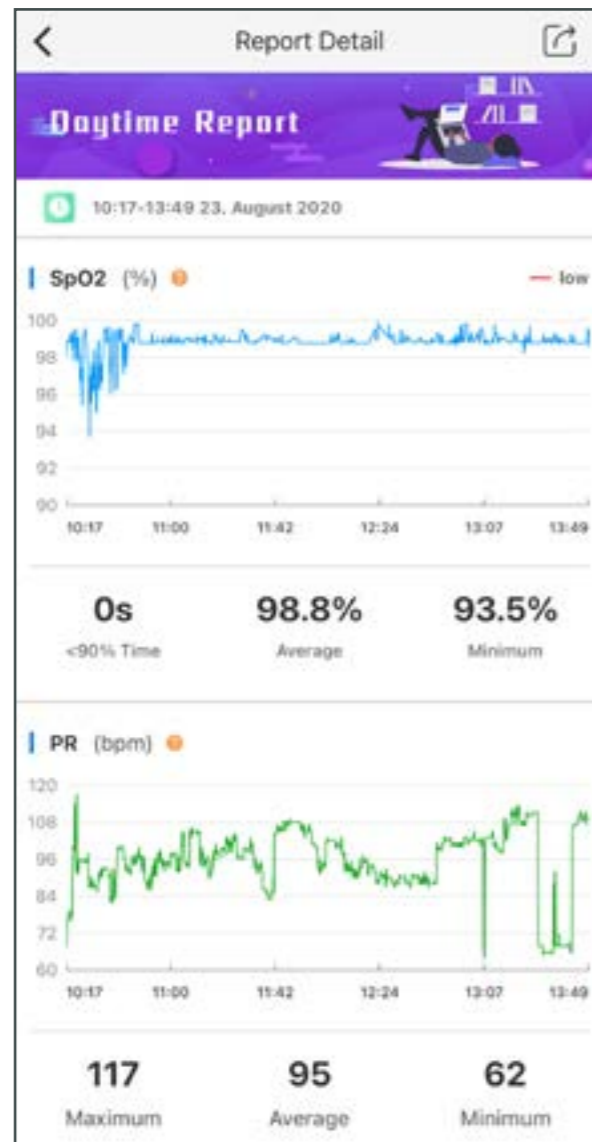 Report Detail
Daytime Report
10:17-13:49 23. August 2020
SpO2 (%)
low
100
98
96
94
92
90
10:17 11:00 11:42 12:24 13:07 13:49
0s 98.8% 93.5%
<90% Time Average Minimum
PR (bpm)
120
108
96
84
72
60
10:17 11:00 11:42 12:24 13:07 13:49
117 95 62
Maximum Average Minimum